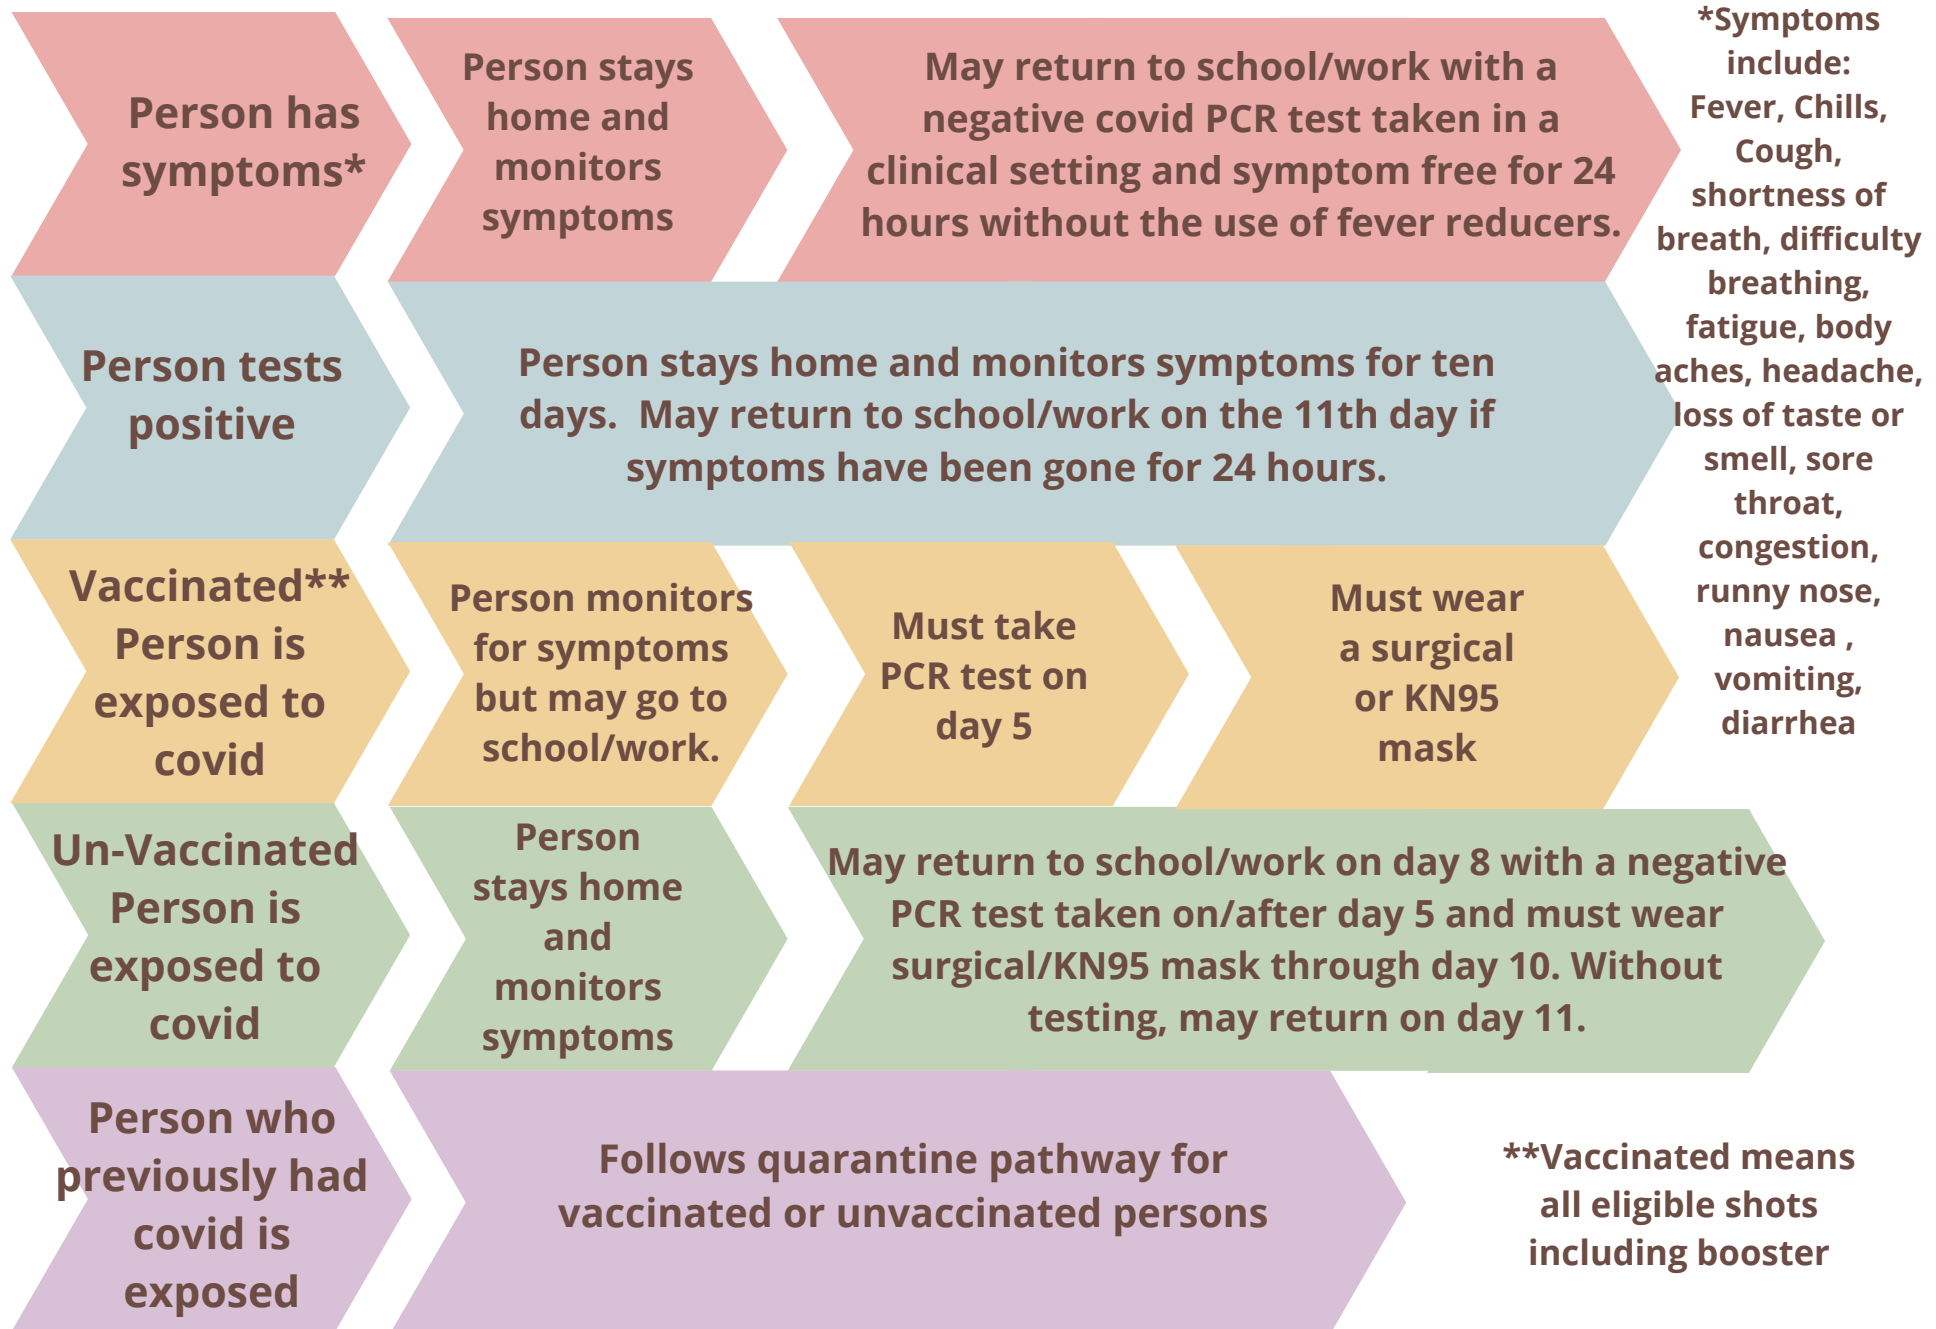 Person has
symptoms*
Person stays
home and
monitors
symptoms
May return to school/work with a
negative covid PCR test taken in a
clinical setting and symptom free for 24
hours without the use of fever reducers.
*Symptoms
include:
Fever, Chills,
Cough,
shortness of
breath, difficulty
breathing,
fatigue, body
aches, headache,
loss of taste or
smell, sore
throat,
congestion,
runny nose,
nausea ,
vomiting,
diarrhea
Person tests
positive
Person stays home and monitors symptoms for ten
days.  May return to school/work on the 11th day if
symptoms have been gone for 24 hours.
Vaccinated**
Person is
exposed to
covid
Person monitors
for symptoms
but may go to
school/work.
Must take
PCR test on
day 5
Must wear
a surgical
or KN95
mask
Un-Vaccinated
Person is
exposed to
covid
Person
stays home
and
monitors
symptoms
May return to school/work on day 8 with a negative
PCR test taken on/after day 5 and must wear
surgical/KN95 mask through day 10. Without
testing, may return on day 11.
Person who
previously had
covid is
exposed
Follows quarantine pathway for
vaccinated or unvaccinated persons
**Vaccinated means
all eligible shots
including booster